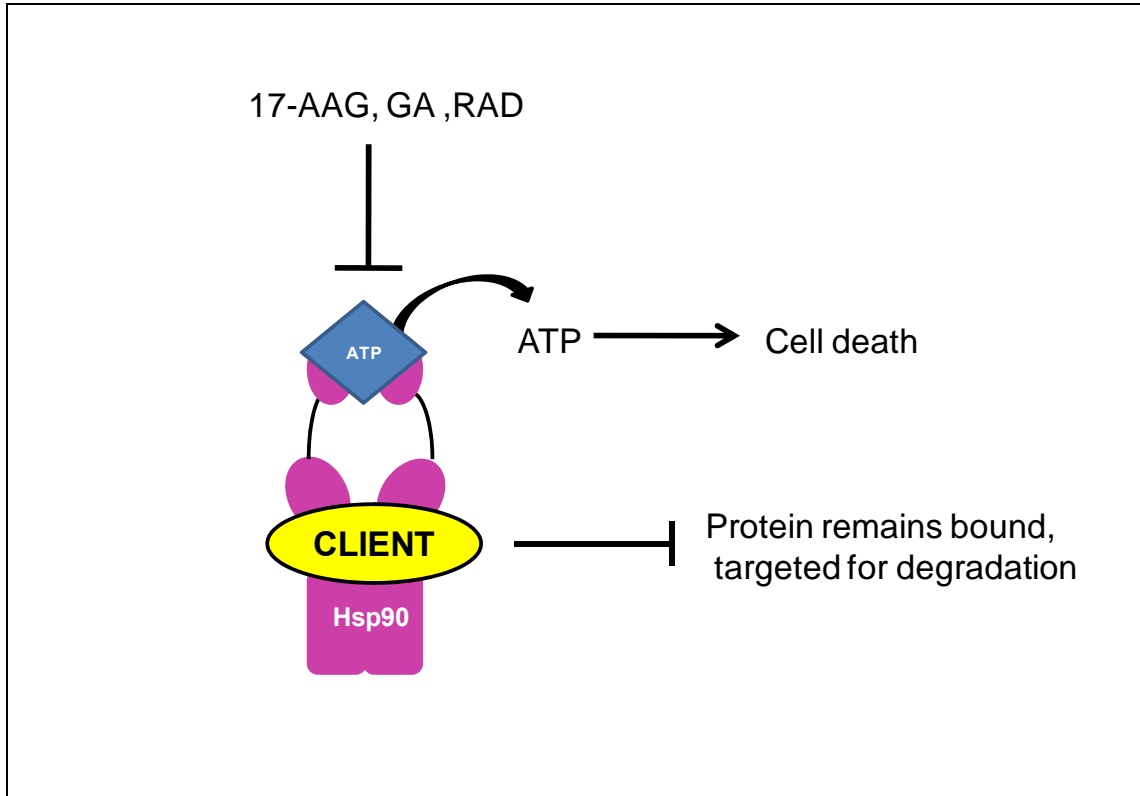 17-AAG, GA ,RAD
ATP
ATP
Cell death
CLIENT
Protein remains bound,
targeted for degradation
Hsp90